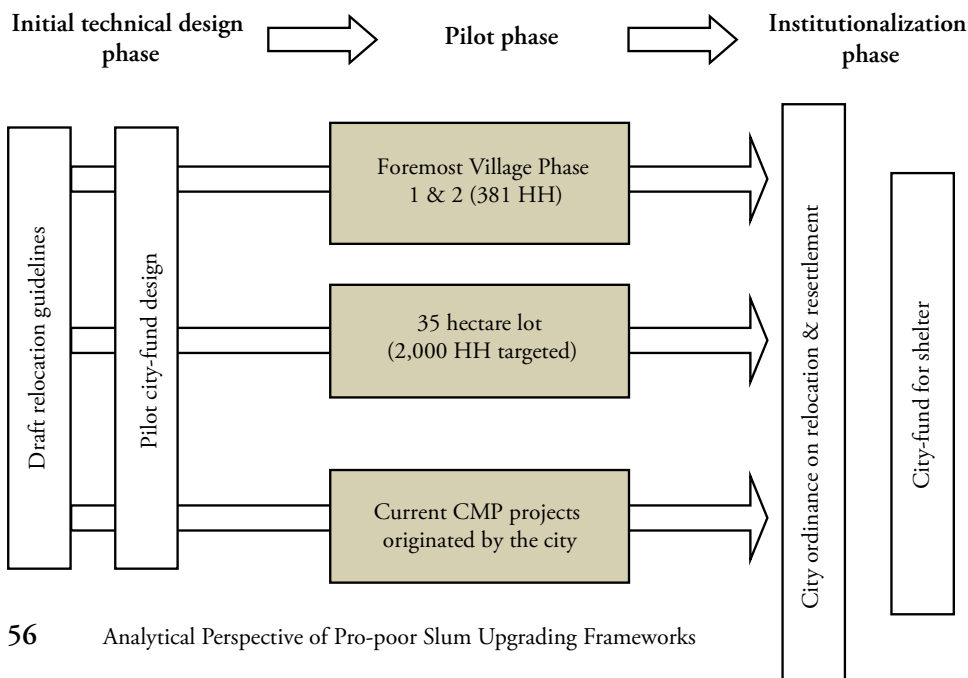 Initial technical design
phase
Pilot phase
Institutionalization
phase
Draft relocation guidelines
Pilot city-fund design
Foremost Village Phase
1 & 2 (381 HH)
35 hectare lot
(2,000 HH targeted)
Current CMP projects
originated by the city
City ordinance on relocation & resettlement
City-fund for shelter
56 Analytical Perspective of Pro-poor Slum Upgrading Frameworks